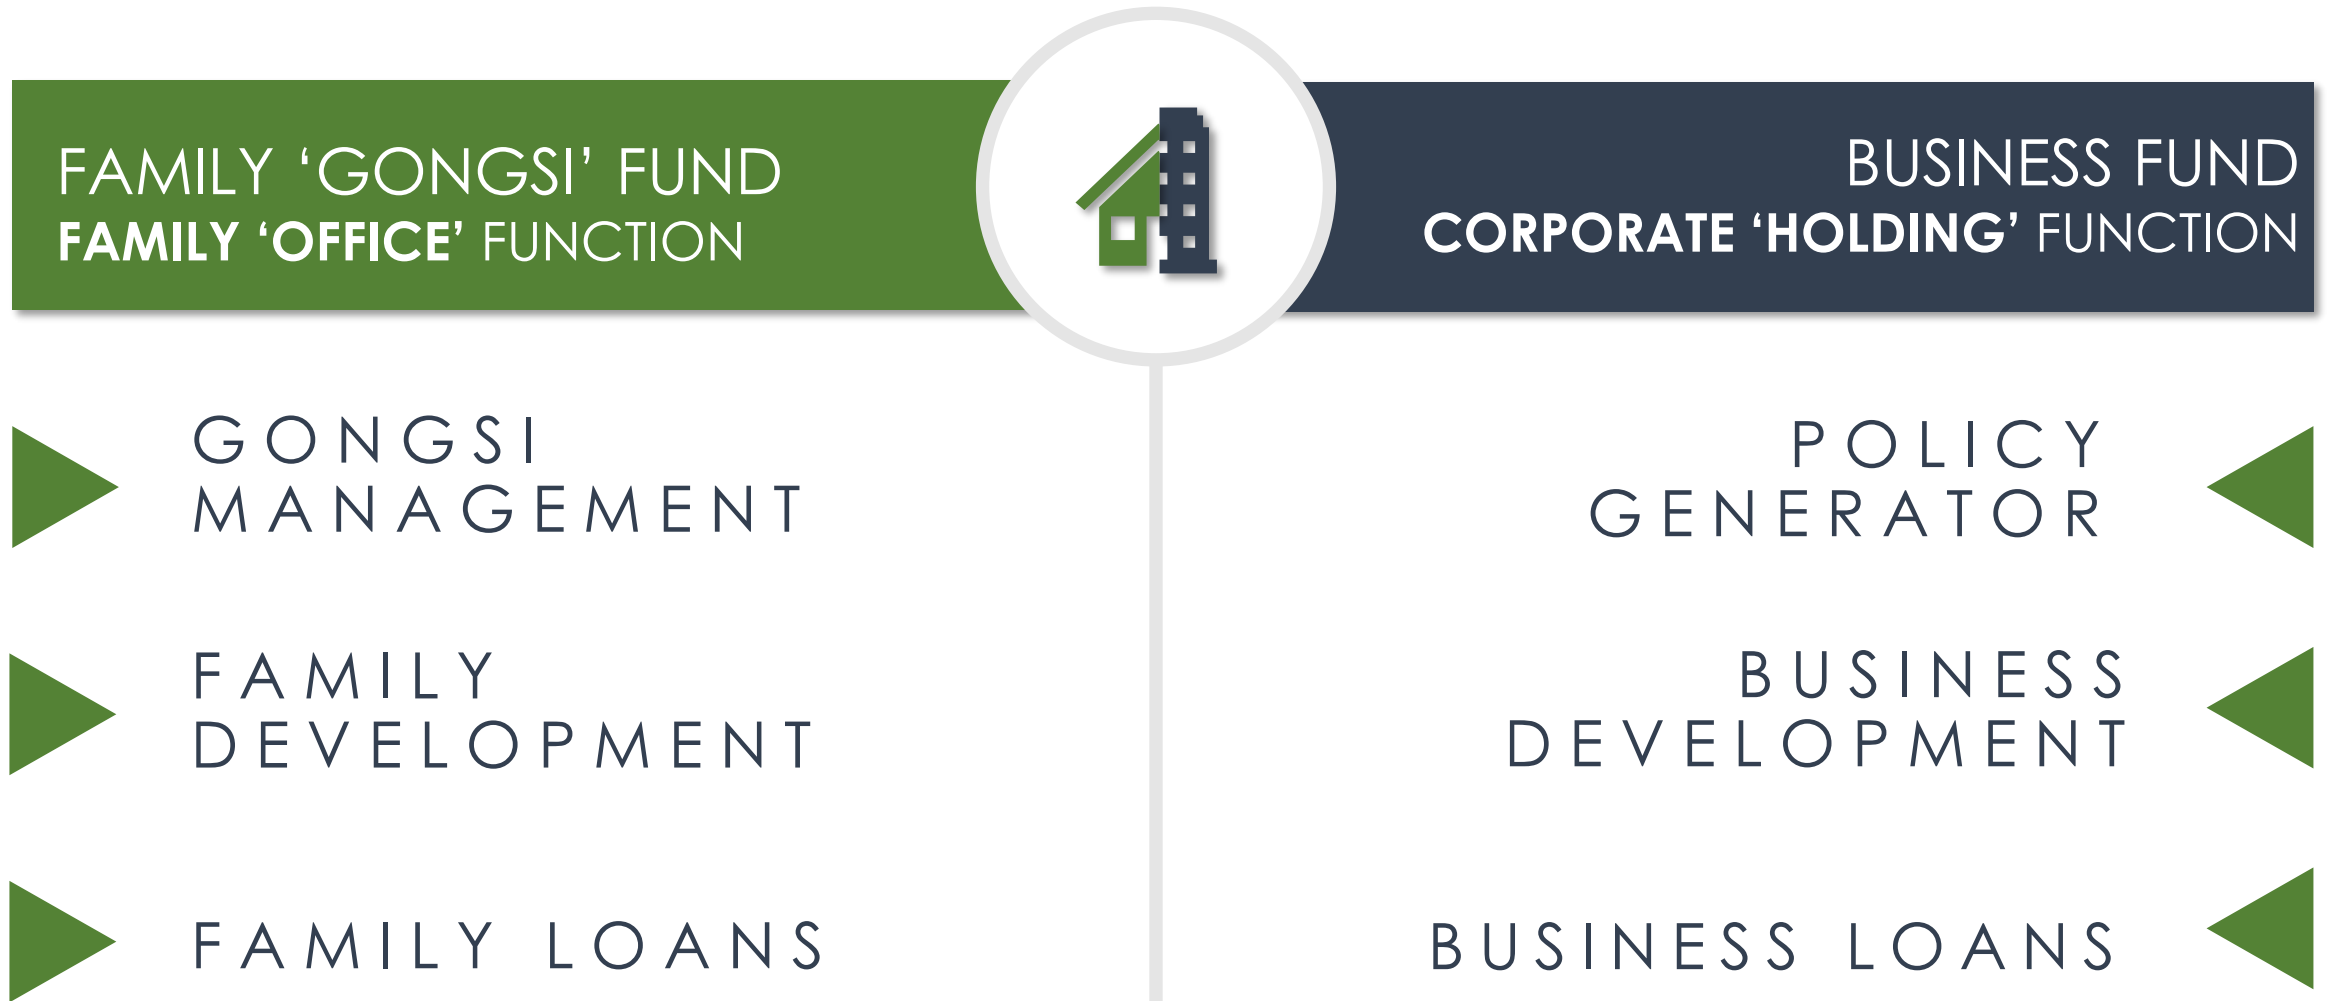 FAMILY ‘GONGSI’ FUND
FAMILY ‘OFFICE’ FUNCTION
BUSINESS FUND
CORPORATE ‘HOLDING’ FUNCTION
GONGSI
MANAGEMENT
FAMILY
DEVELOPMENT
FAMILY LOANS
POLICY
GENERATOR
BUSINESS
DEVELOPMENT
BUSINESS LOANS